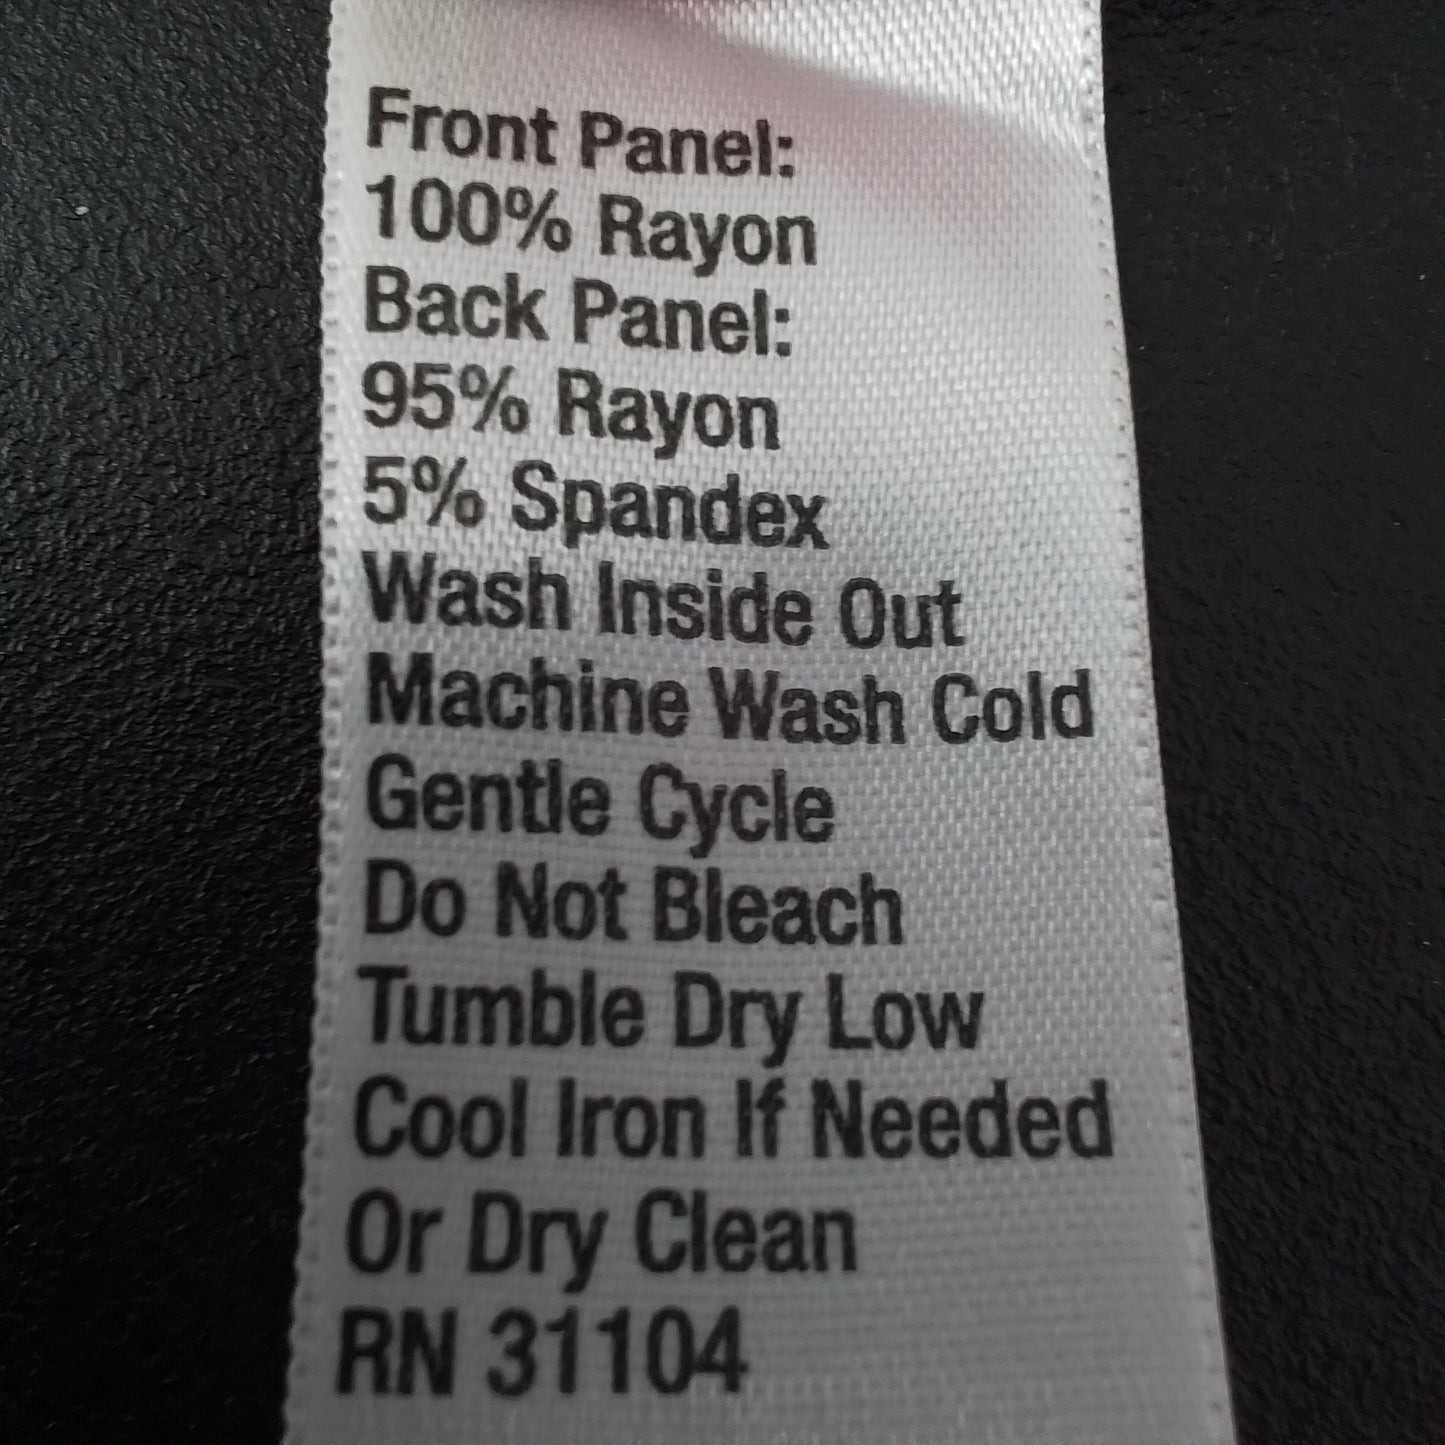 Front Panel:
100% Rayon
Back Panel:
95% Rayon
5% Spandex
Wash Inside Out
Machine Wash Cold
Gentle Cycle
Do Not Bleach
Tumble Dry Low
Cool Iron If Needed
Or Dry Clean
RN 31104